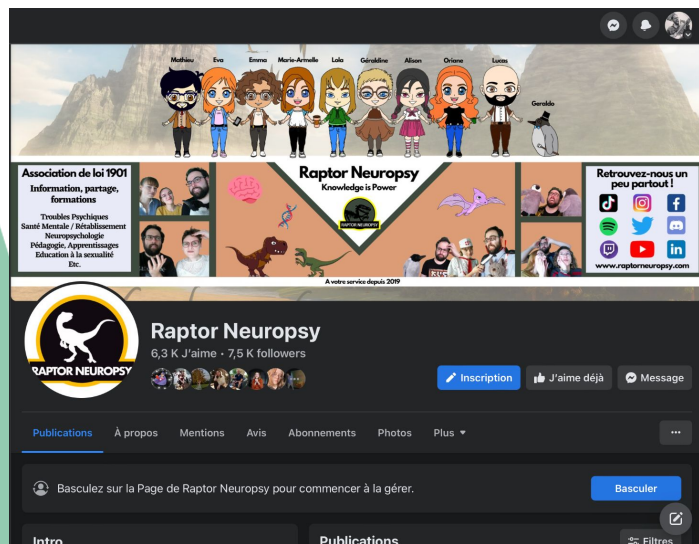 Mathieu Eva Emma Marie-Armelle Lola Géraldine Alison Oriane Lucas
Geraldo
Association de loi 1901
Information, partage,
formations
Troubles Psychiques
Santé Mentale / Rétablissement
Neuropsychologie
Pédagogie, Apprentissages
Education à la sexualité
Etc.
Raptor Neuropsy
Knowledge is Power
RAPTOR NEUROPSY
Retrouvez-nous un
peu partout !
www.raptorneuropsy.com
A votre service depuis 2019
RAPTOR NEUROPSY
Raptor Neuropsy
6,3 K J'aime • 7,5 K followers
Inscription
J'aime déjà
Message
Publications À propos Mentions Avis Abonnements Photos Plus
Basculez sur la Page de Raptor Neuropsy pour commencer à la gérer.
Basculer
Intro
Publications
Filtres